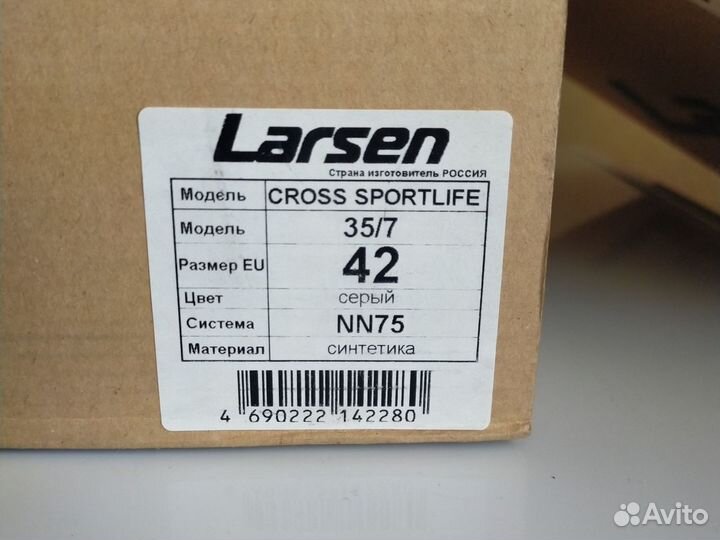 Larsen
Страна изготовитель РОССИЯ
Модель CROSS SPORTLIFE
Модель 35/7
Размер EU 42
Цвет серый
Система NN75
Материал синтетика
4 690222 142280
Avito